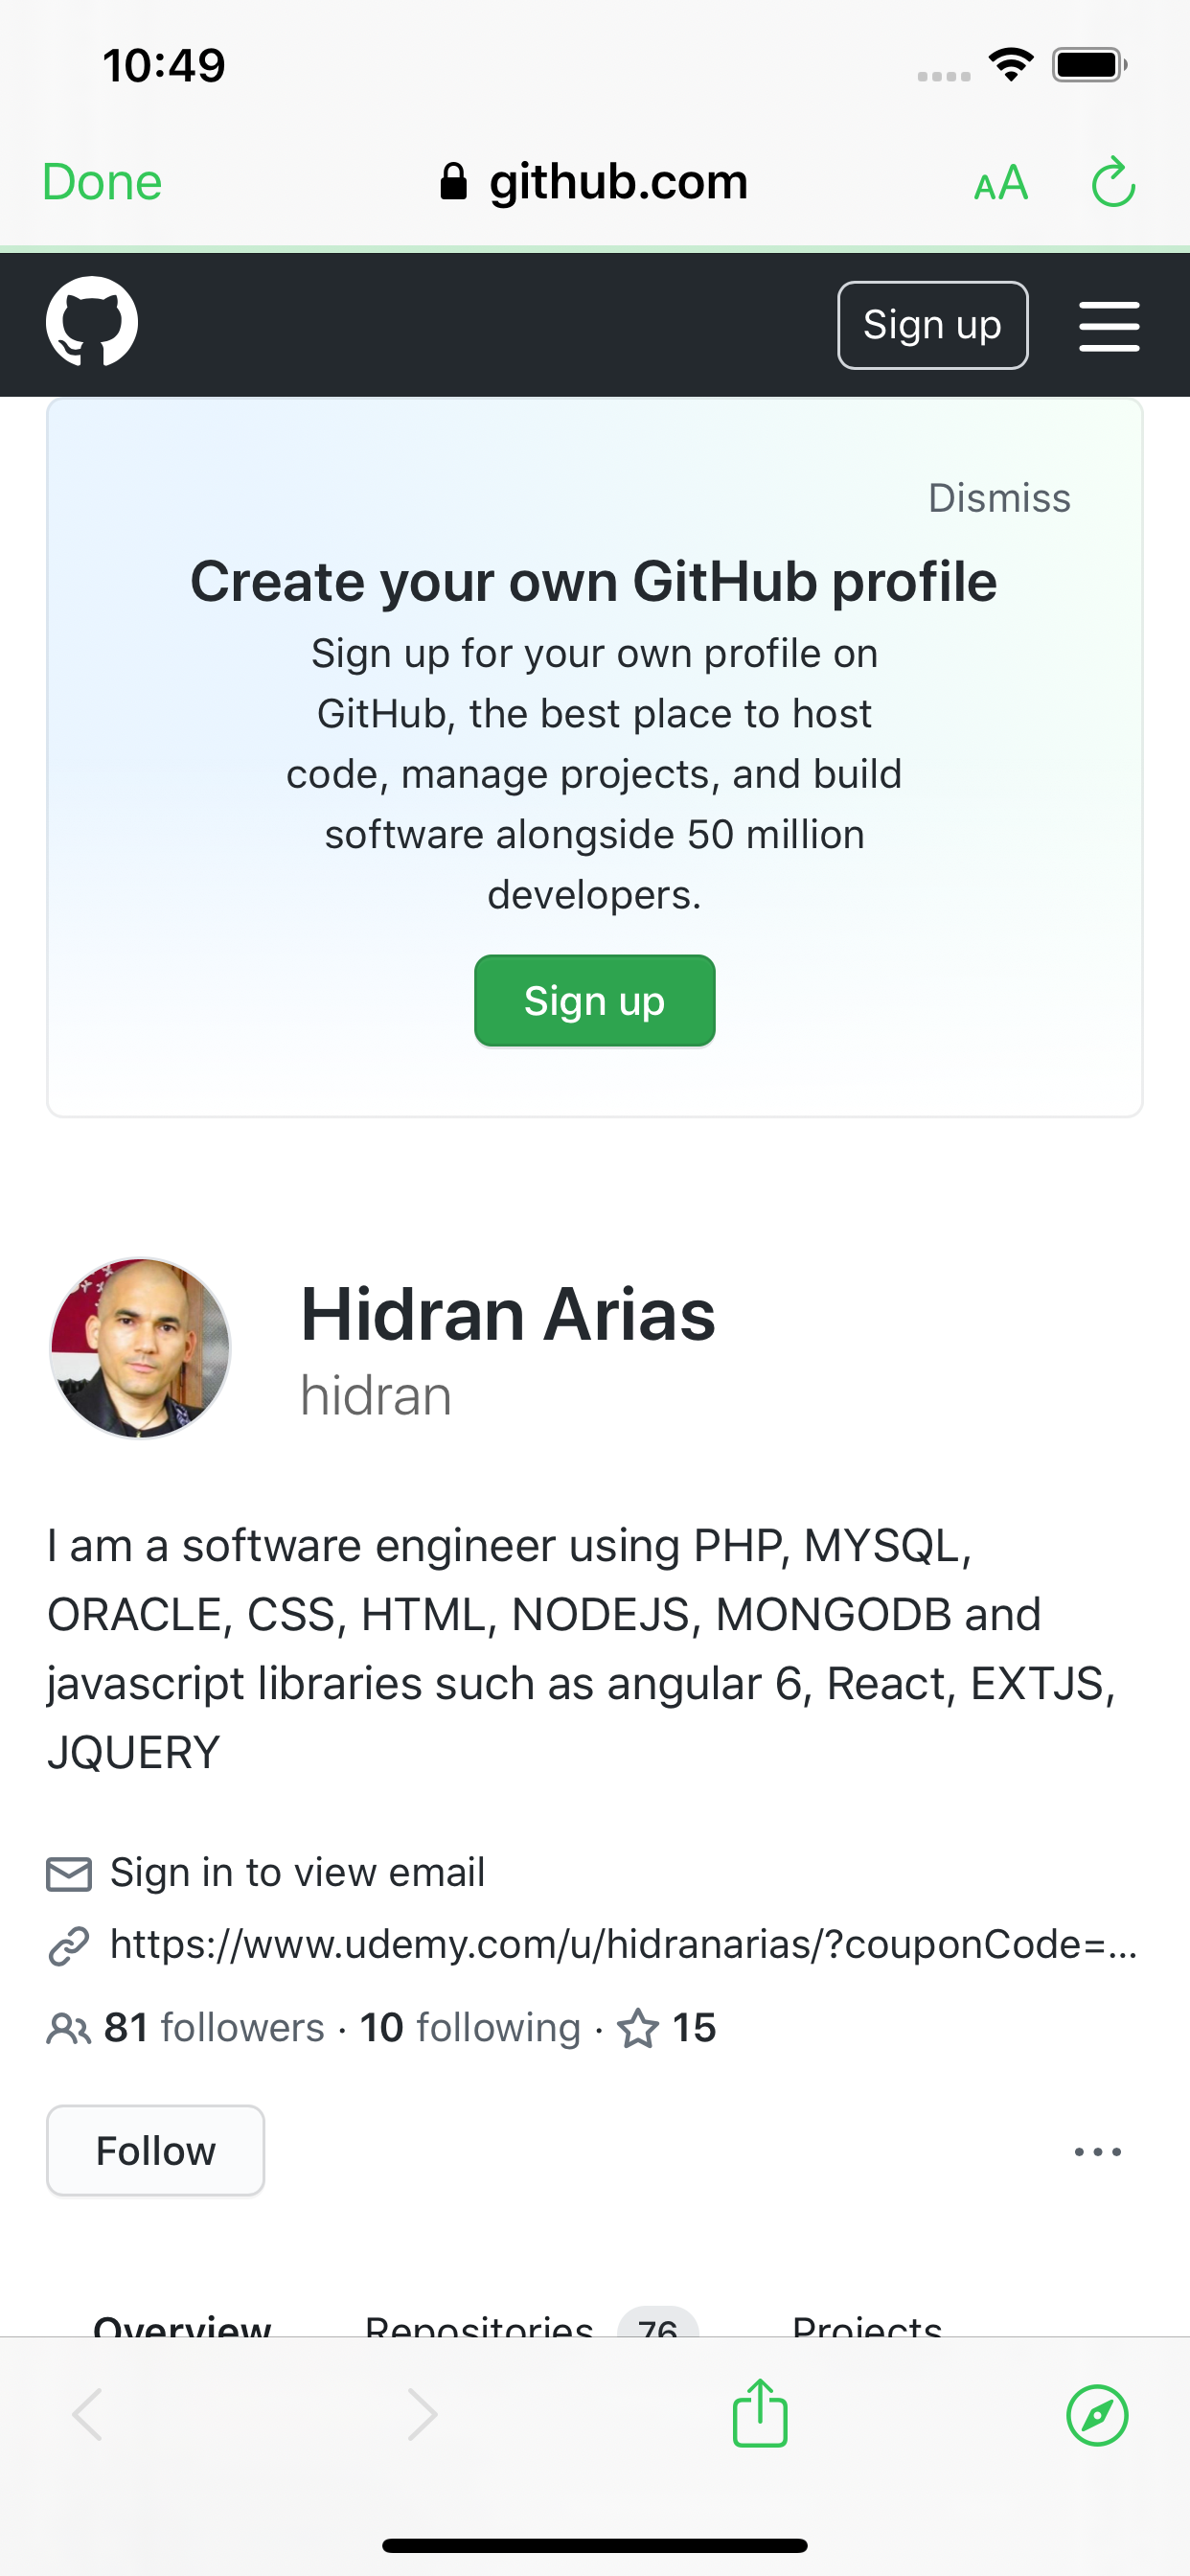 10:49
Done
github.com
AA
Sign up
Dismiss
Create your own GitHub profile
Sign up for your own profile on
GitHub, the best place to host
code, manage projects, and build
software alongside 50 million
developers.
Sign up
Hidran Arias
hidran
I am a software engineer using PHP, MYSQL,
ORACLE, CSS, HTML, NODEJS, MONGODB and
javascript libraries such as angular 6, React, EXTJS,
JQUERY
Sign in to view email
https://www.udemy.com/u/hidranarias/?couponCode=...
81 followers · 10 following · 15
Follow
Overview Repositories 76 Projects